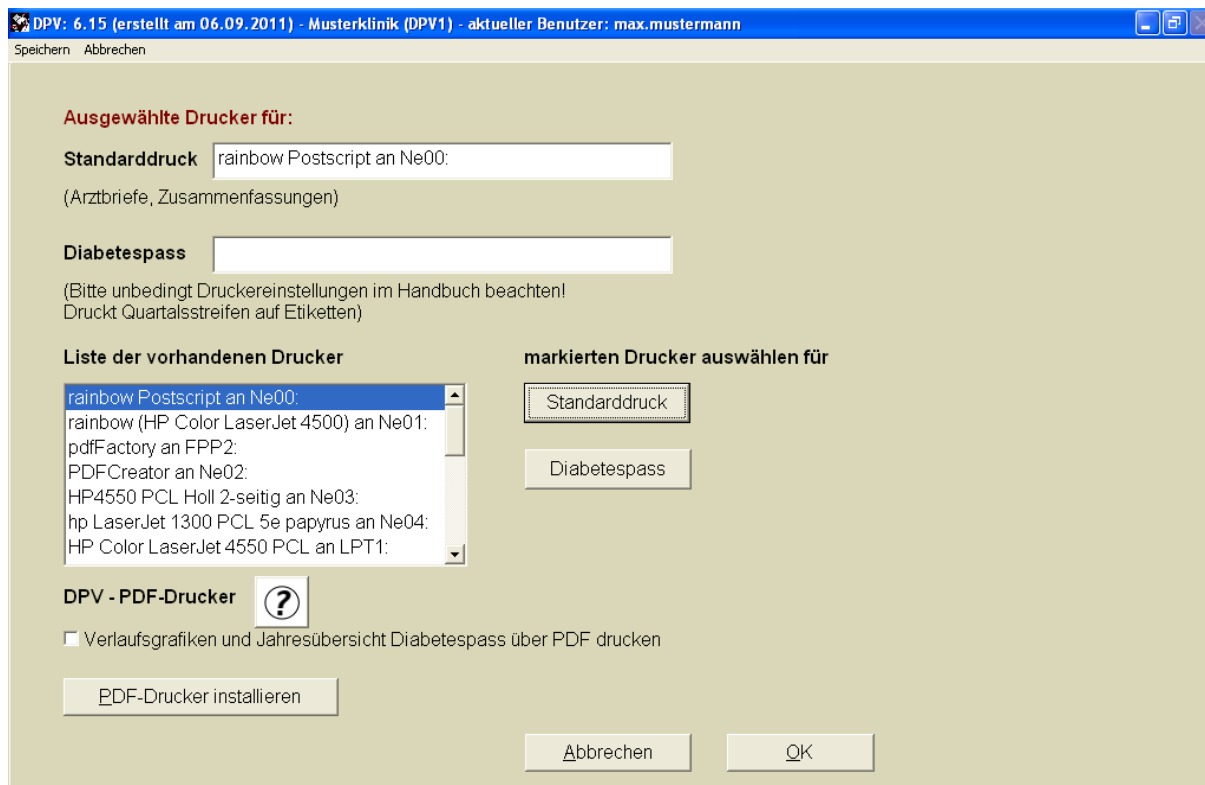 DPV: 6.15 (erstellt am 06.09.2011) - Musterklinik (DPV1) - aktueller Benutzer: max.mustermann
Speichern Abbrechen
Ausgewählte Drucker für:
Standarddruck rainbow Postscript an Ne00:
(Arztbriefe, Zusammenfassungen)
Diabetespass
(Bitte unbedingt Druckereinstellungen im Handbuch beachten!
Druckt Quartalsstreifen auf Etiketten)
Liste der vorhandenen Drucker
markierten Drucker auswählen für
rainbow Postscript an Ne00:
rainbow (HP Color LaserJet 4500) an Ne01:
pdfFactory an FPP2:
PDFCreator an Ne02:
HP4550 PCL Holl 2-seitig an Ne03:
hp LaserJet 1300 PCL 5e papyrus an Ne04:
HP Color LaserJet 4550 PCL an LPT1:
Standarddruck
Diabetespass
DPV - PDF-Drucker ?
Verlaufsgrafiken und Jahresübersicht Diabetespass über PDF drucken
PDF-Drucker installieren
Abbrechen OK